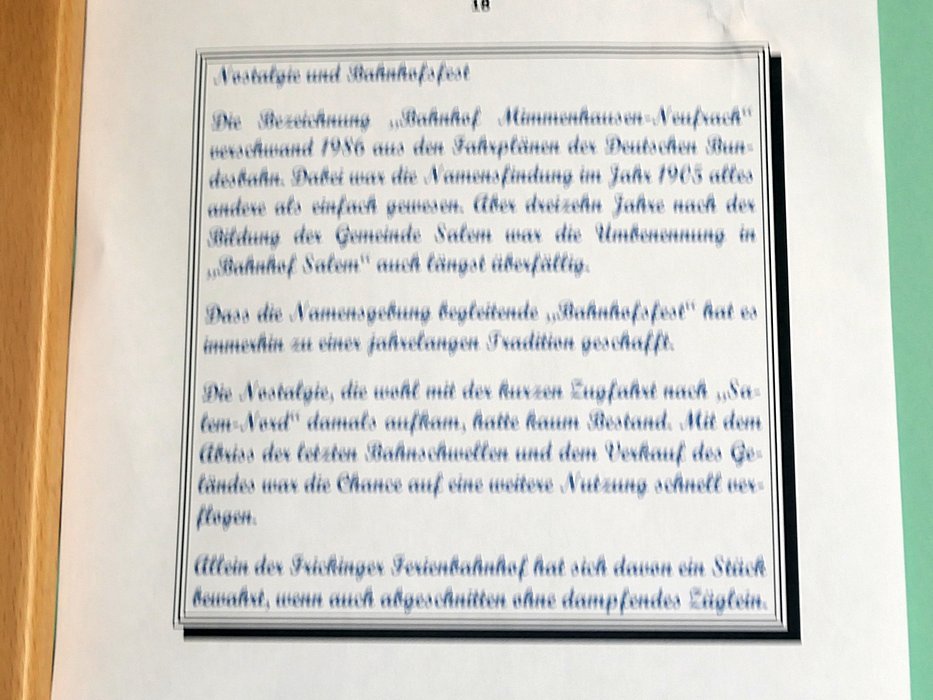 18
Nostalgie und Bahnhofsfest
Die Bezeichnung „Bahnhof Mimmenhausen-Neufrach“
verschwand 1986 aus den Fahrplänen der Deutschen Bun-
desbahn. Dabei war die Namensfindung im Jahr 1905 alles
andere als einfach gewesen. Aber dreizehn Jahre nach der
Bildung der Gemeinde Salem war die Umbenennung in
„Bahnhof Salem“ auch längst überfällig.
Dass die Namensgebung begleitende „Bahnhofsfest“ hat es
immerhin zu einer jahrelangen Tradition geschafft.
Die Nostalgie, die wohl mit der kurzen Zugfahrt nach „Sa-
lem-Nord“ damals aufkam, hatte kaum Bestand. Mit dem
Abriss der letzten Bahnschwellen und dem Verkauf des Ge-
ländes war die Chance auf eine weitere Nutzung schnell ver-
flogen.
Allein der Frickinger Ferienbahnhof hat sich davon ein Stück
bewahrt, wenn auch abgeschnitten ohne dampfendes Züglein.